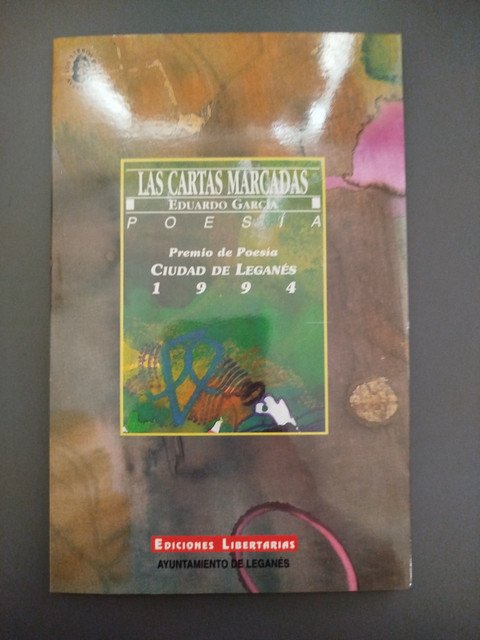 LAS CARTAS MARCADAS
EDUARDO GARCÍA
POESÍA
Premio de Poesía
CIUDAD DE LEGANÉS
1994
EDICIONES LIBERTARIAS
AYUNTAMIENTO DE LEGANÉS